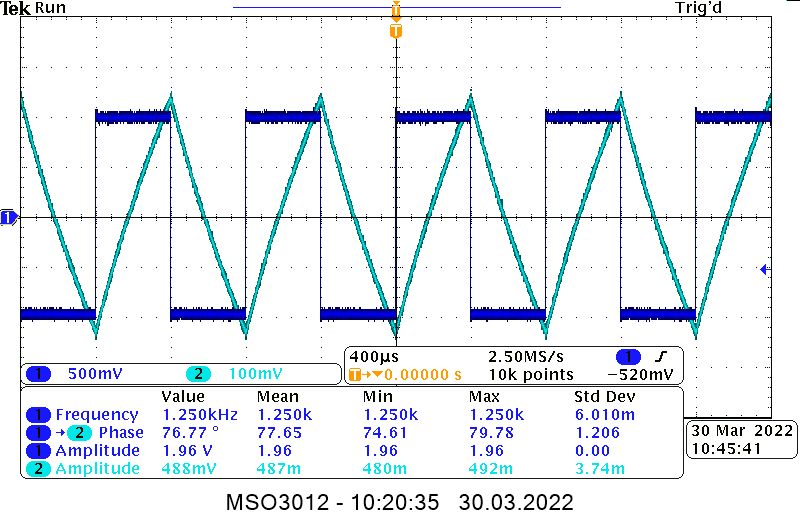 Tek Run Trig'd
T
T
1
1 500mV 2 100mV
400µs 2.50MS/s 1
T→▼0.00000 s 10k points −520mV
Value Mean Min Max Std Dev
1 Frequency 1.250kHz 1.250k 1.250k 1.250k 6.010m
1 →2 Phase 76.77 ° 77.65 74.61 79.78 1.206
1 Amplitude 1.96 V 1.96 1.96 1.96 0.00
2 Amplitude 488mV 487m 480m 492m 3.74m
30 Mar 2022
10:45:41
MSO3012 - 10:20:35 30.03.2022